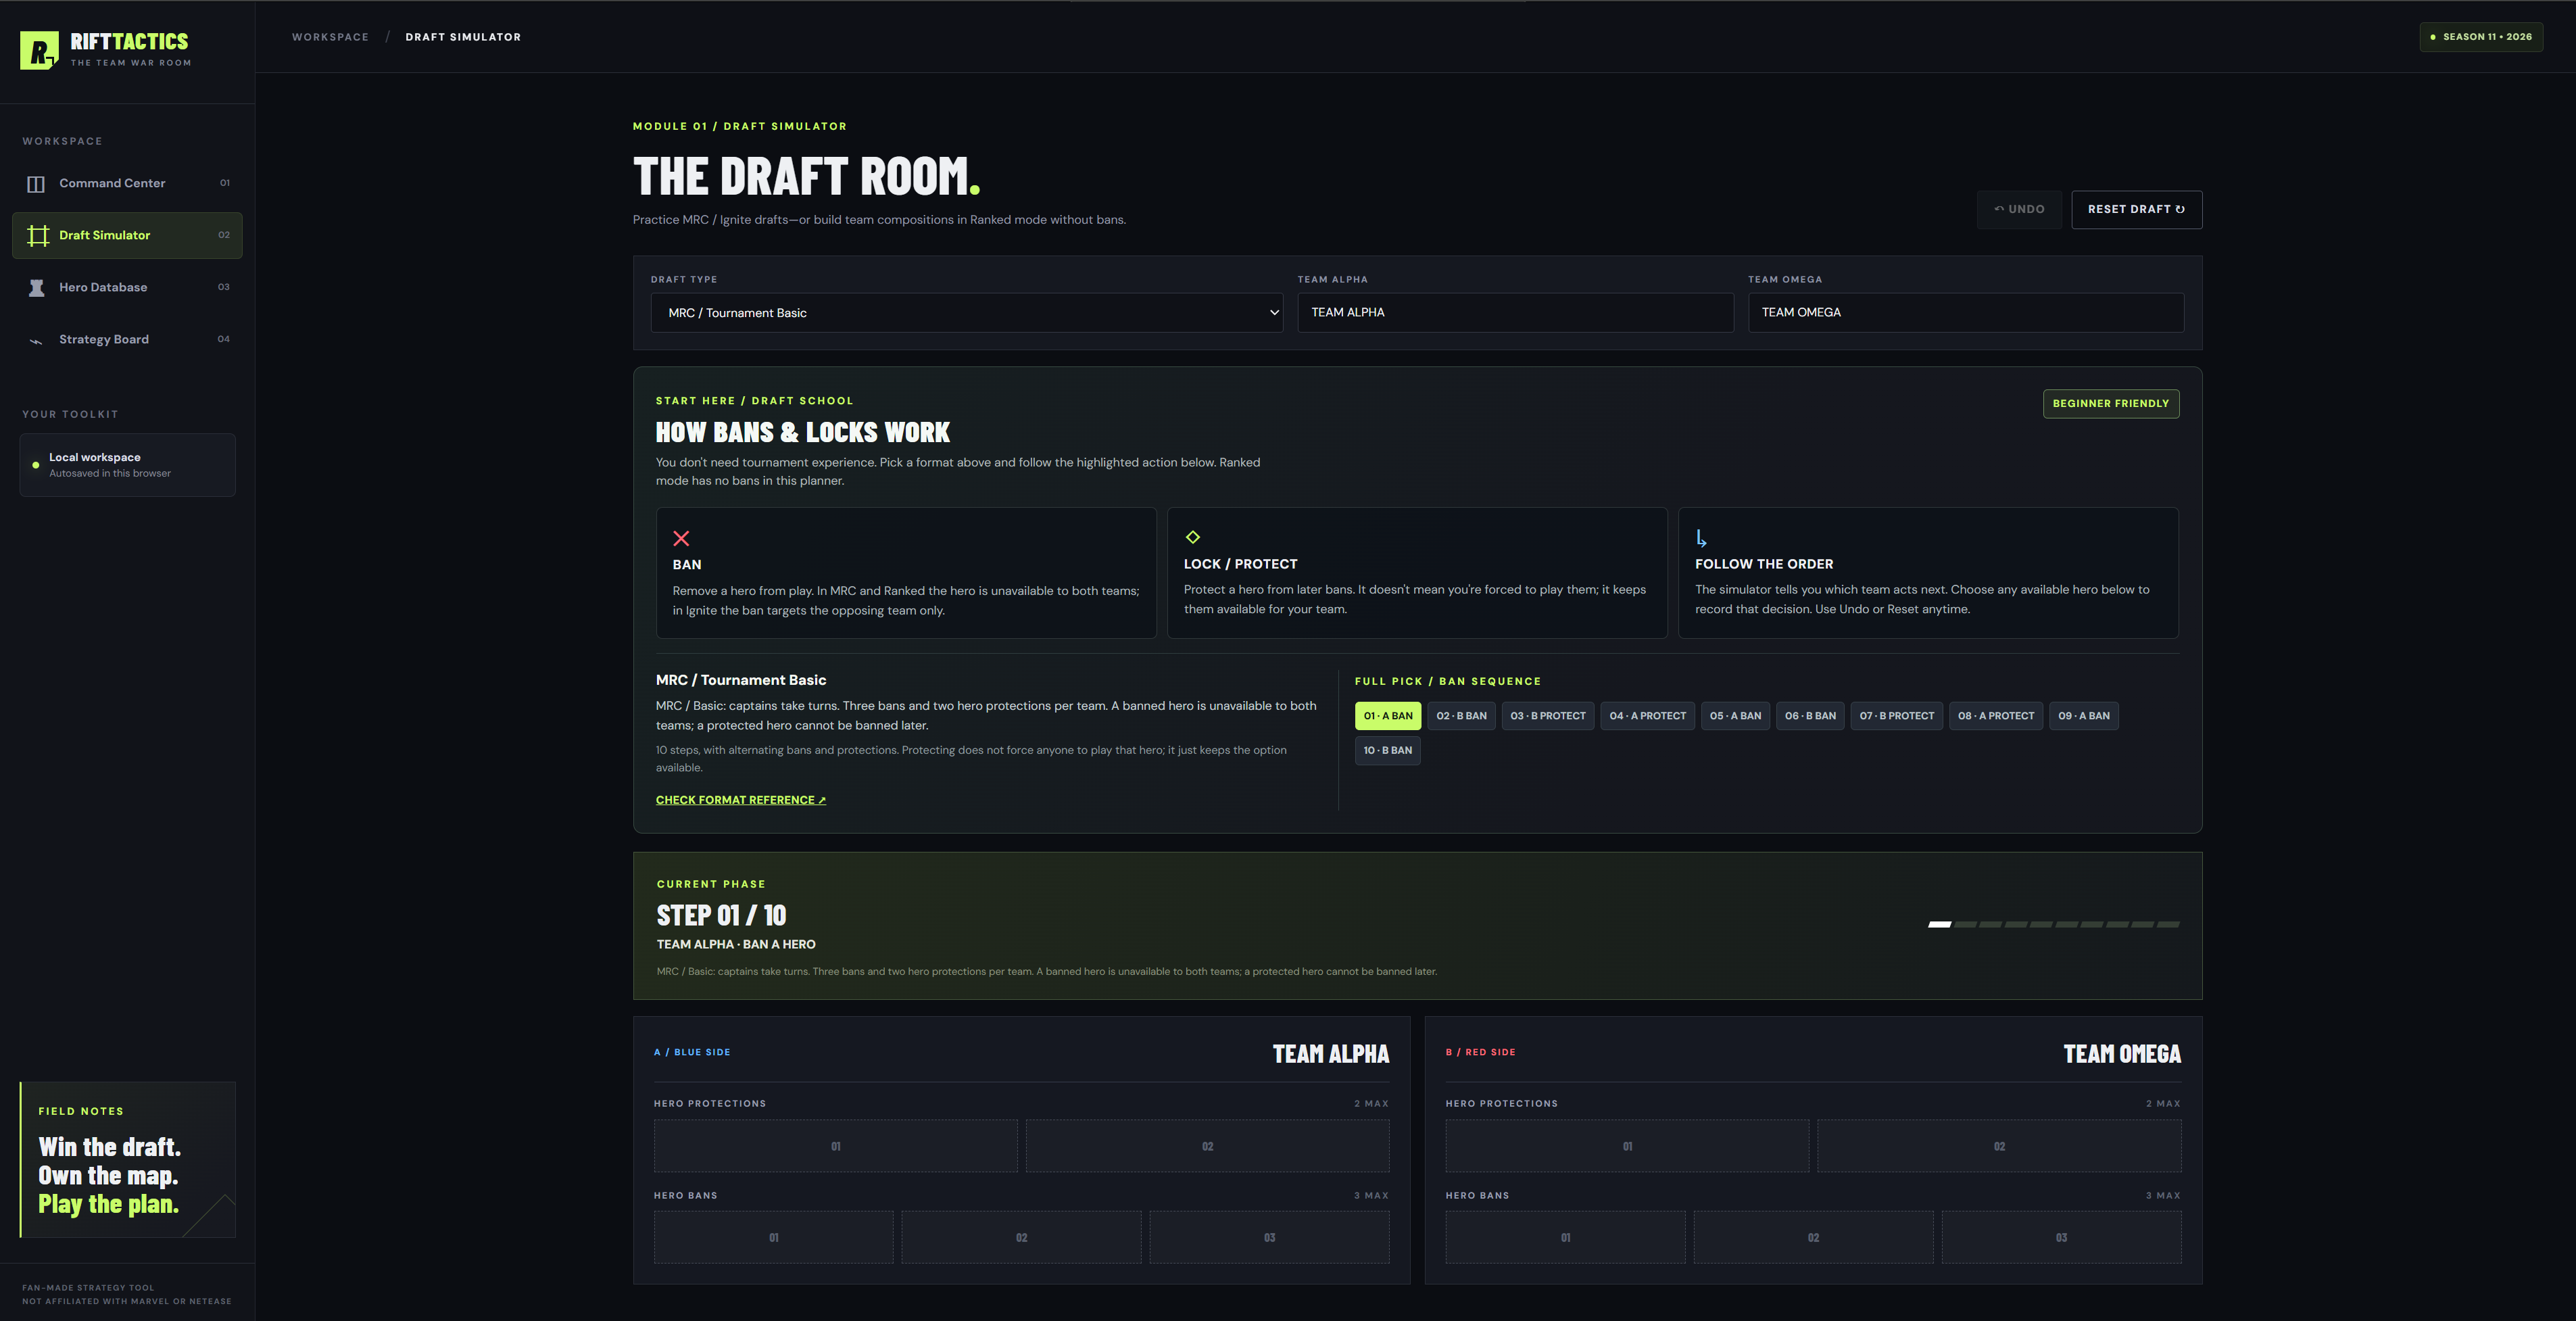 RIFTTACTICS
THE TEAM WAR ROOM
WORKSPACE
Command Center 01
Draft Simulator 02
Hero Database 03
Strategy Board 04
YOUR TOOLKIT
Local workspace
Autosaved in this browser
FIELD NOTES
Win the draft.
Own the map.
Play the plan.
FAN-MADE STRATEGY TOOL
NOT AFFILIATED WITH MARVEL OR NETEASE
WORKSPACE / DRAFT SIMULATOR
SEASON 11 • 2026
MODULE 01 / DRAFT SIMULATOR
THE DRAFT ROOM.
Practice MRC / Ignite drafts—or build team compositions in Ranked mode without bans.
↶ UNDO
RESET DRAFT ↻
DRAFT TYPE
MRC / Tournament Basic
TEAM ALPHA
TEAM ALPHA
TEAM OMEGA
TEAM OMEGA
START HERE / DRAFT SCHOOL
BEGINNER FRIENDLY
HOW BANS & LOCKS WORK
You don't need tournament experience. Pick a format above and follow the highlighted action below. Ranked
mode has no bans in this planner.
BAN
Remove a hero from play. In MRC and Ranked the hero is unavailable to both teams;
in Ignite the ban targets the opposing team only.
LOCK / PROTECT
Protect a hero from later bans. It doesn't mean you're forced to play them; it keeps
them available for your team.
FOLLOW THE ORDER
The simulator tells you which team acts next. Choose any available hero below to
record that decision. Use Undo or Reset anytime.
MRC / Tournament Basic
MRC / Basic: captains take turns. Three bans and two hero protections per team. A banned hero is unavailable to both
teams; a protected hero cannot be banned later.
10 steps, with alternating bans and protections. Protecting does not force anyone to play that hero; it just keeps the option
available.
CHECK FORMAT REFERENCE ↗
FULL PICK / BAN SEQUENCE
01 · A BAN 02 · B BAN 03 · B PROTECT 04 · A PROTECT 05 · A BAN 06 · B BAN 07 · B PROTECT 08 · A PROTECT 09 · A BAN
10 · B BAN
CURRENT PHASE
STEP 01 / 10
TEAM ALPHA · BAN A HERO
MRC / Basic: captains take turns. Three bans and two hero protections per team. A banned hero is unavailable to both teams; a protected hero cannot be banned later.
A / BLUE SIDE TEAM ALPHA
HERO PROTECTIONS 2 MAX
01 02
HERO BANS 3 MAX
01 02 03
B / RED SIDE TEAM OMEGA
HERO PROTECTIONS 2 MAX
01 02
HERO BANS 3 MAX
01 02 03